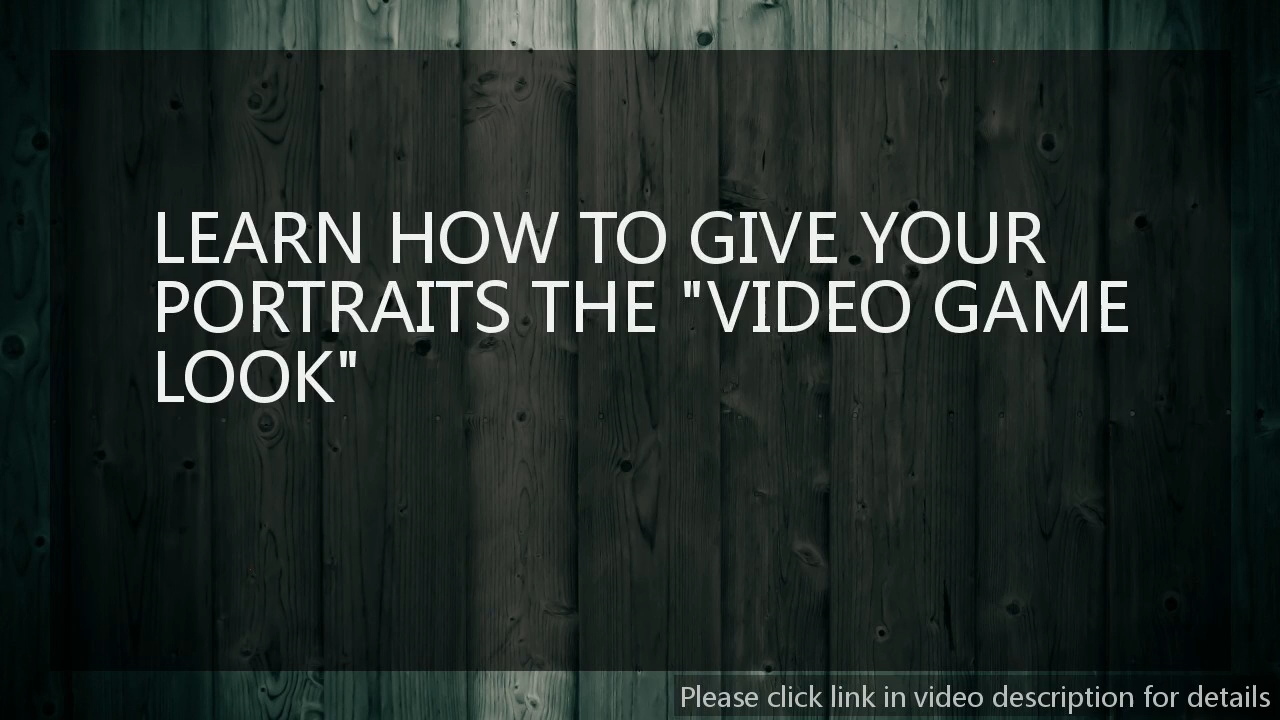 LEARN HOW TO GIVE YOUR
PORTRAITS THE "VIDEO GAME
LOOK"
Please click link in video description for details